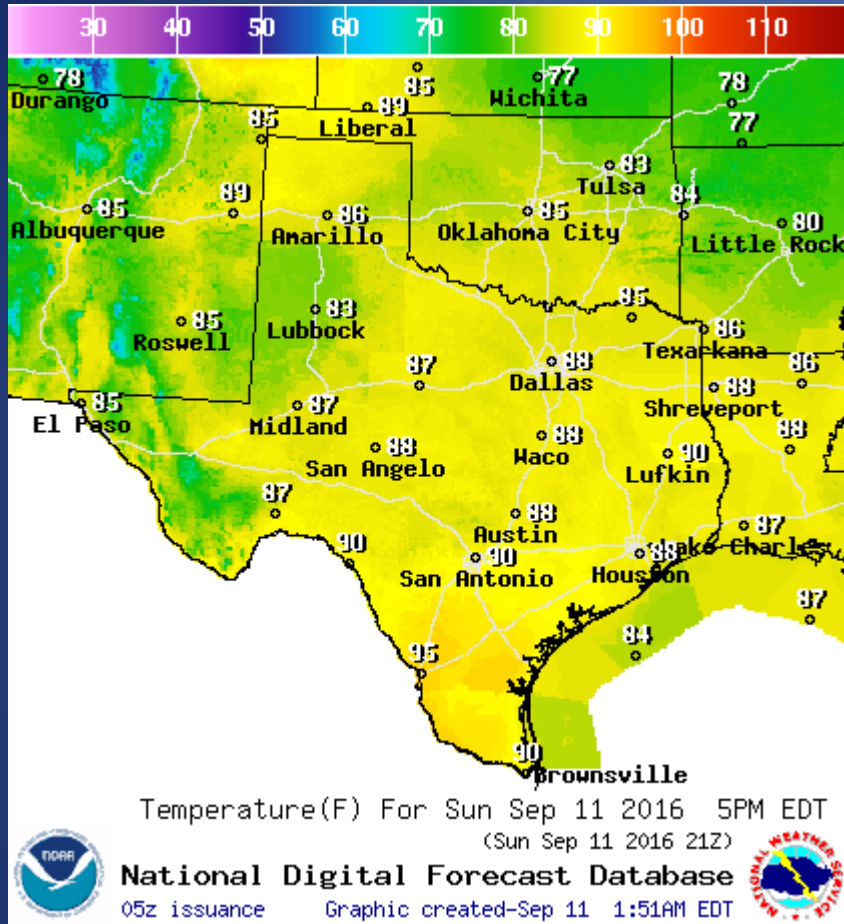 30 40 50 60 70 80 90 100 110
78
Durango
85
77
Wichita
78
89
Liberal
85
77
83
Tulsa
85
Albuquerque
89
86
Amarillo
85
Oklahoma City
84
80
Little Rock
85
Roswell
83
Lubbock
85
86
Texarkana
88
Dallas
87
88
Shreveport
86
85
El Paso
87
Midland
88
San Angelo
88
Waco
90
Lufkin
88
87
88
Austin
87
Lake Charles
90
90
San Antonio
88
Houston
87
84
95
90
Brownsville
Temperature(F) For Sun Sep 11 2016 5PM EDT
(Sun Sep 11 2016 21Z)
NOAA
National Digital Forecast Database
05z issuance Graphic created-Sep 11 1:51AM EDT
NATIONAL WEATHER SERVICE